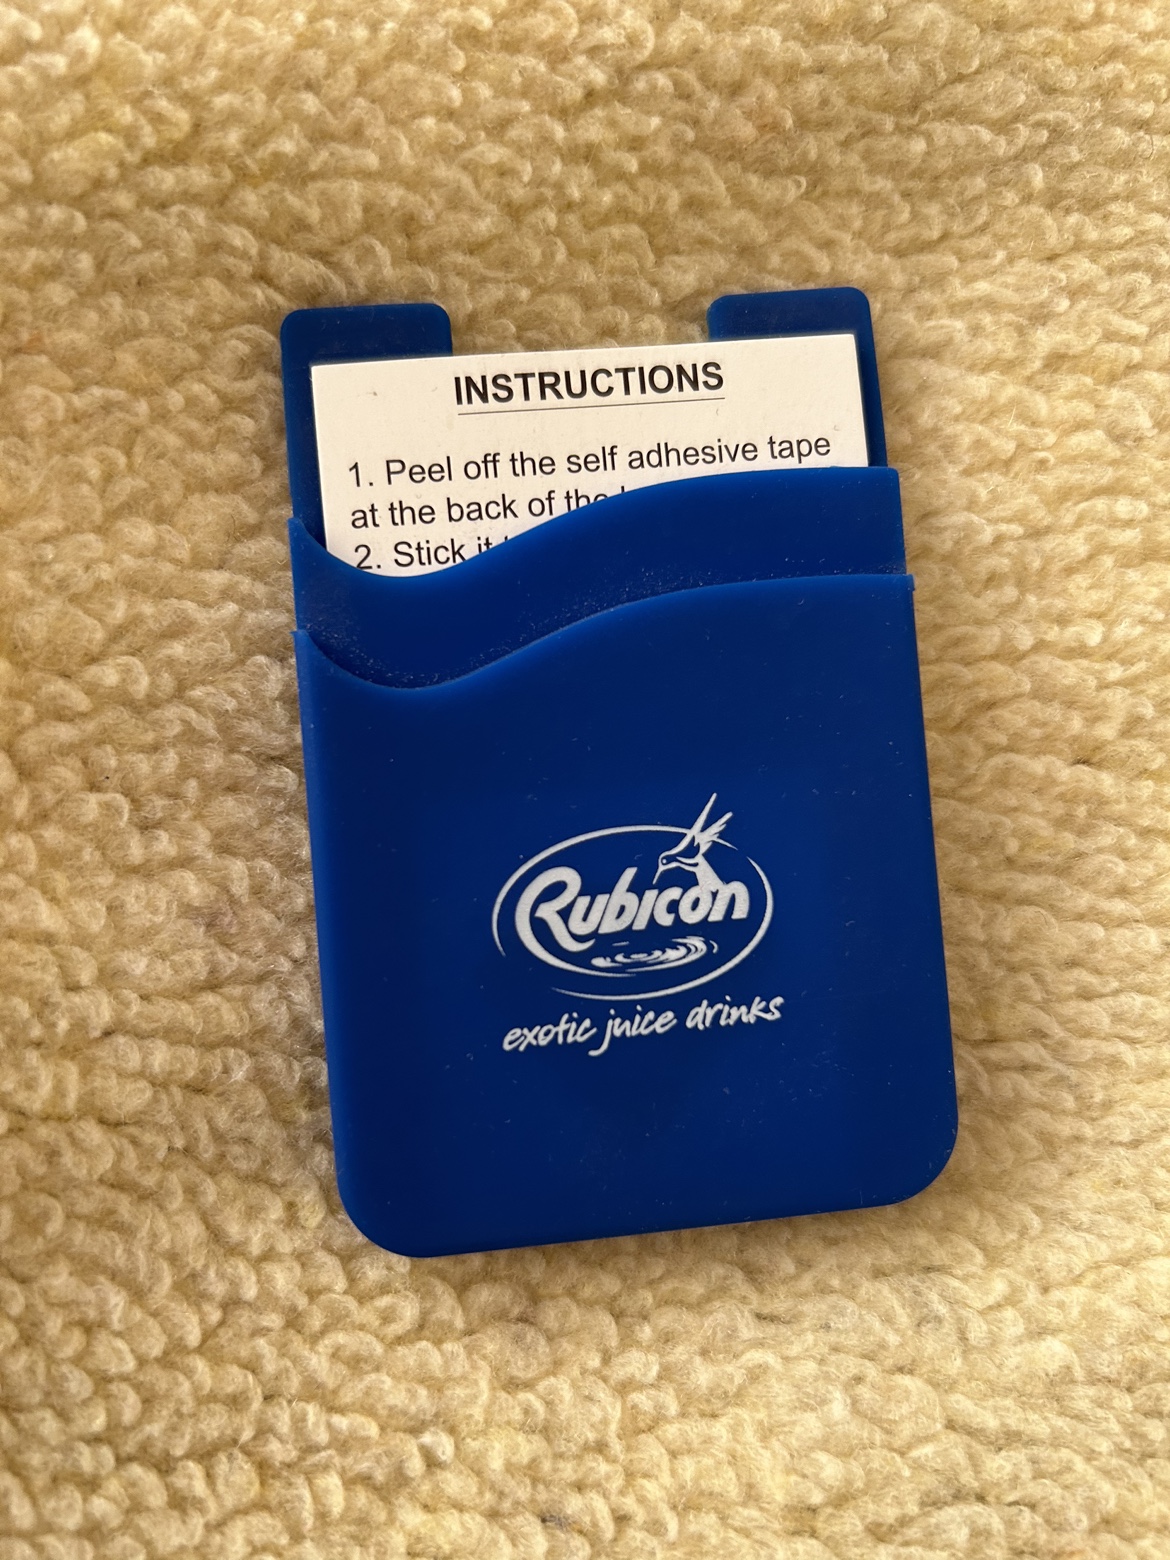 INSTRUCTIONS
1. Peel off the self adhesive tape
at the back of the
2. Stick it
Rubicon
exotic juice drinks